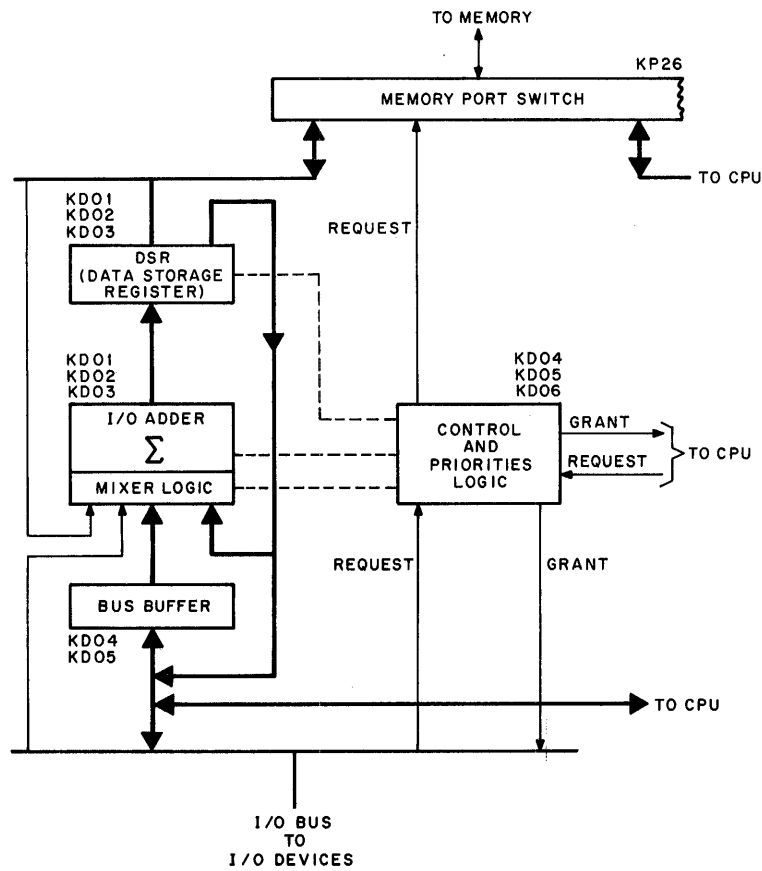 TO MEMORY
KP26
MEMORY PORT SWITCH
TO CPU
KD01
KD02
KD03
REQUEST
DSR
(DATA STORAGE
REGISTER)
KD01
KD02
KD03
KD04
KD05
KD06
I/O ADDER
Σ
MIXER LOGIC
CONTROL
AND
PRIORITIES
LOGIC
GRANT
REQUEST
TO CPU
REQUEST
GRANT
BUS BUFFER
KD04
KD05
TO CPU
I/O BUS
TO
I/O DEVICES